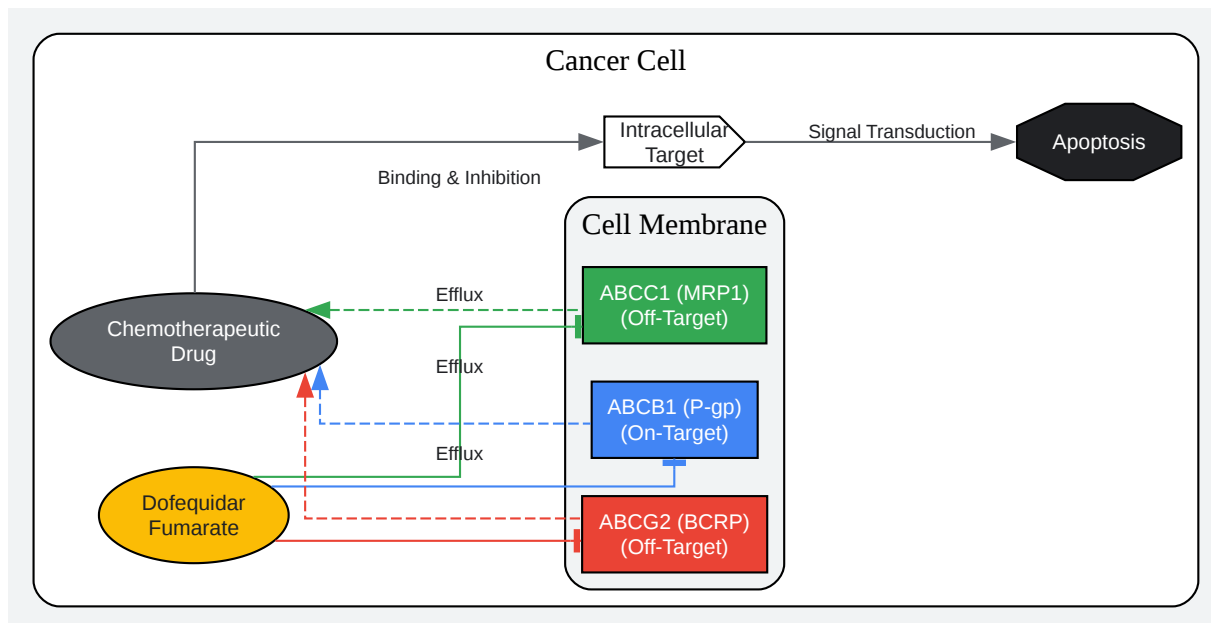 Cancer Cell
Intracellular
Target
Signal Transduction
Apoptosis
Binding & Inhibition
Cell Membrane
Efflux
ABCC1 (MRP1)
(Off-Target)
Chemotherapeutic
Drug
Efflux
ABCB1 (P-gp)
(On-Target)
Efflux
Dofequidar
Fumarate
ABCG2 (BCRP)
(Off-Target)